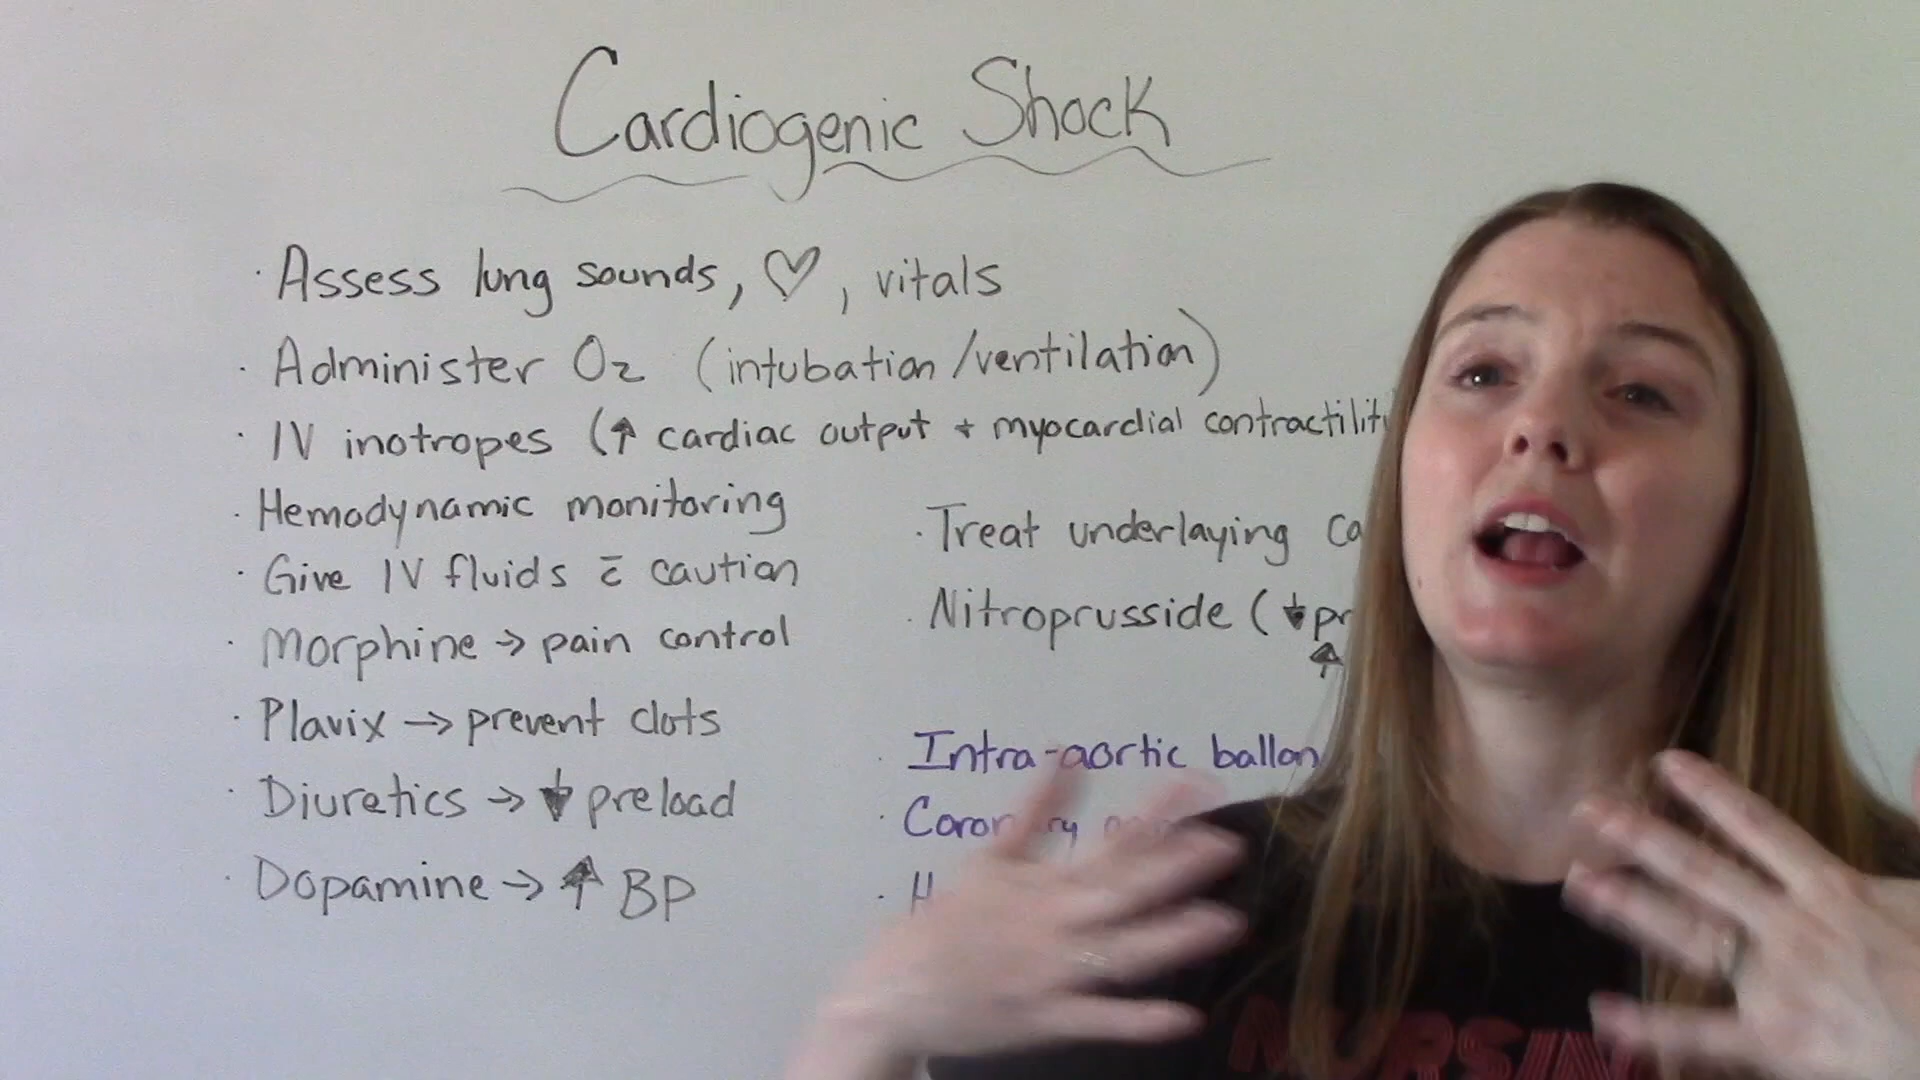 Cardiogenic Shock
· Assess lung sounds, ♡, vitals
· Administer O₂ (intubation/ventilation)
· IV inotropes (↑ cardiac output + myocardial
· Hemodynamic monitoring
· Give IV fluids c̄ caution
· Morphine → pain control
· Plavix → prevent clots
· Diuretics → ↓ preload
· Dopamine → ↑ BP
· Treat underlaying
· Nitroprusside (↓
↑
· Intra-aortic ballon
·
·